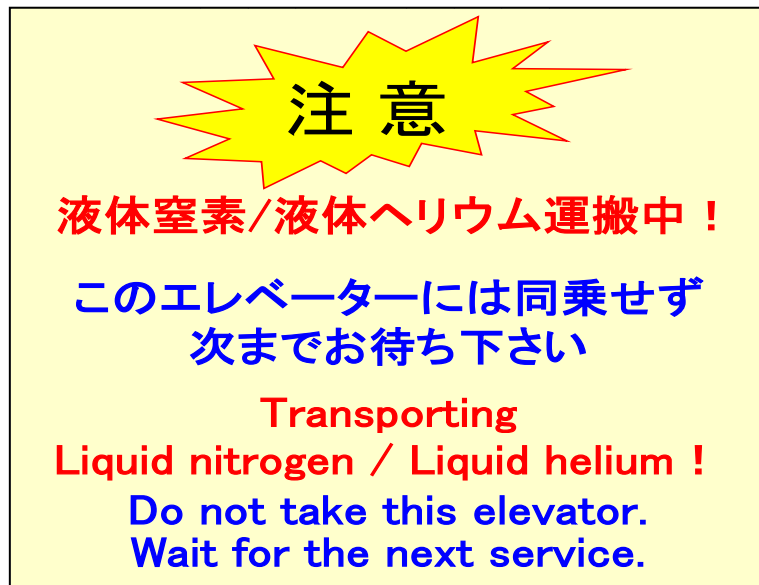 注 意
液体窒素/液体ヘリウム運搬中！
このエレベーターには同乗せず
次までお待ち下さい
Transporting
Liquid nitrogen / Liquid helium！
Do not take this elevator.
Wait for the next service.